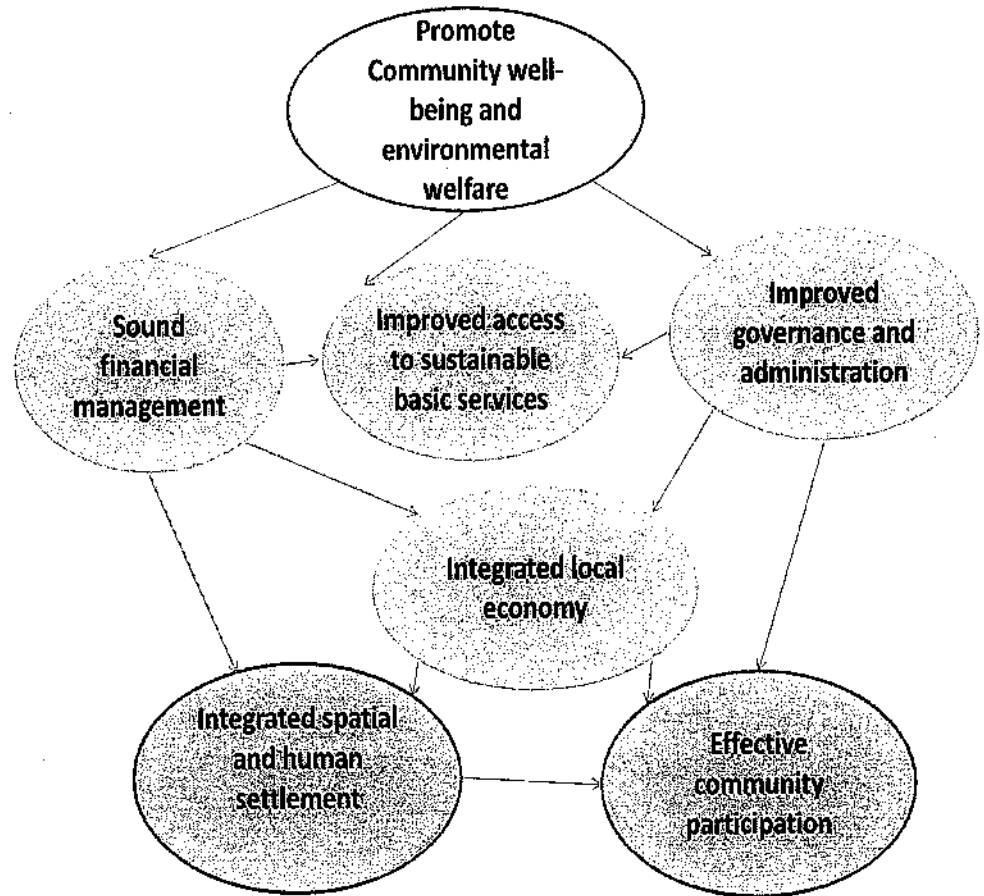 Promote
Community well-
being and
environmental
welfare
Sound
financial
management
Improved access
to sustainable
basic services
Improved
governance and
administration
Integrated local
economy
Integrated spatial
and human
settlement
Effective
community
participation